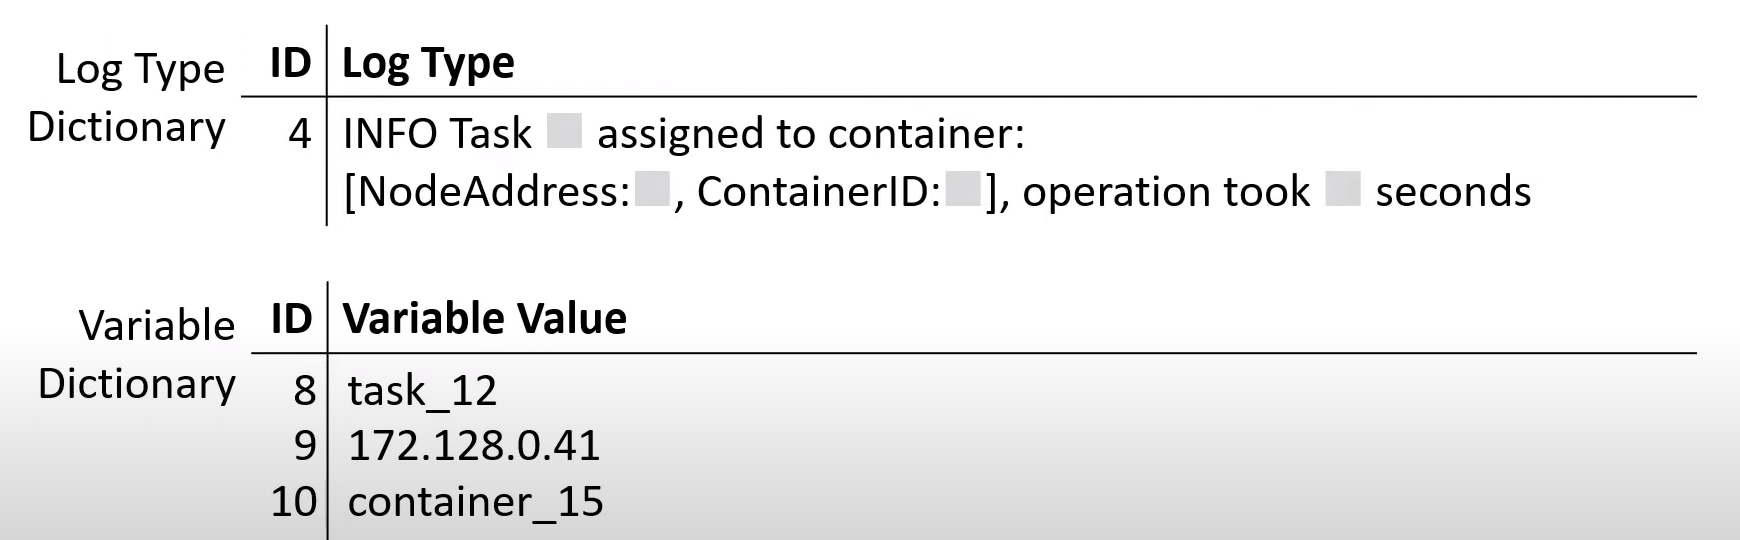 Log Type
Dictionary
ID Log Type
4 INFO Task assigned to container:
[NodeAddress: , ContainerID: ], operation took seconds
Variable
Dictionary
ID Variable Value
8 task_12
9 172.128.0.41
10 container_15